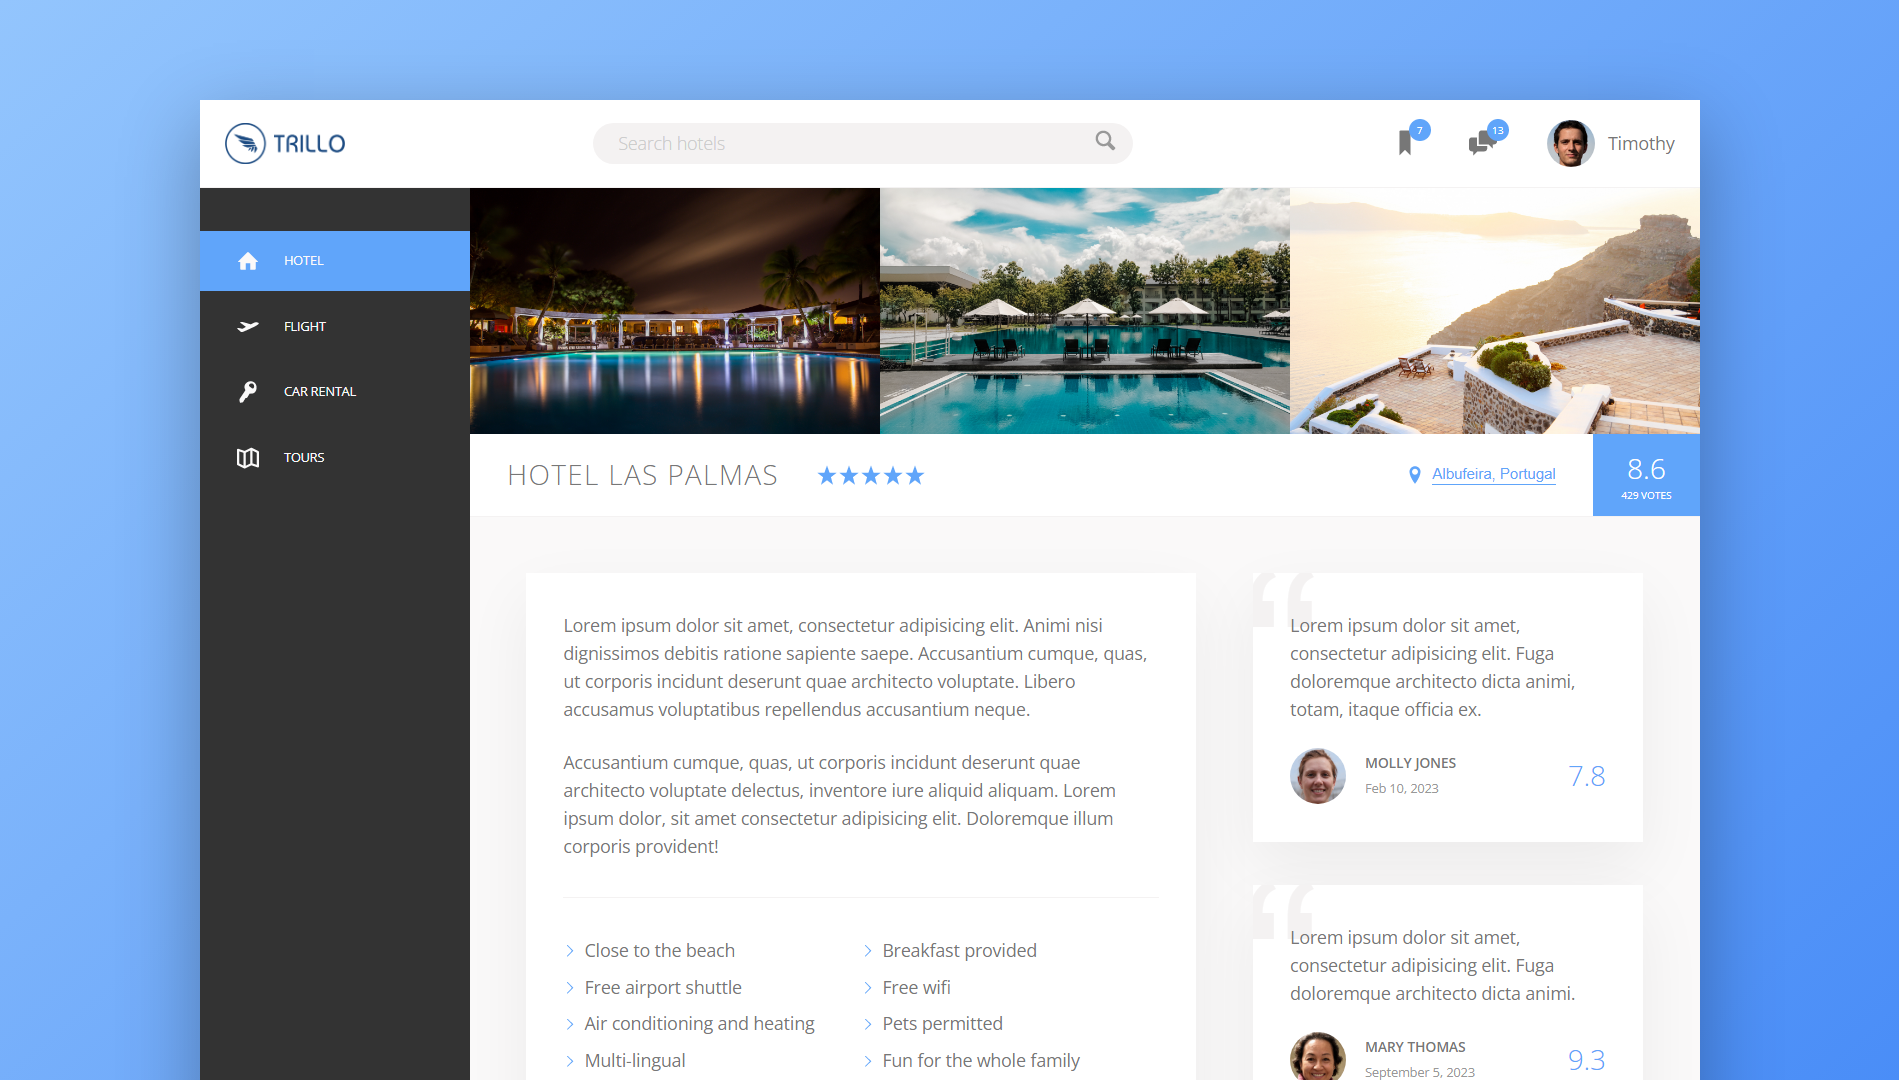 TRILLO
Search hotels
7
13
Timothy
HOTEL
FLIGHT
CAR RENTAL
TOURS
HOTEL LAS PALMAS
Albufeira, Portugal
8.6
429 VOTES
Lorem ipsum dolor sit amet, consectetur adipisicing elit. Animi nisi
dignissimos debitis ratione sapiente saepe. Accusantium cumque, quas,
ut corporis incidunt deserunt quae architecto voluptate. Libero
accusamus voluptatibus repellendus accusantium neque.
Accusantium cumque, quas, ut corporis incidunt deserunt quae
architecto voluptate delectus, inventore iure aliquid aliquam. Lorem
ipsum dolor, sit amet consectetur adipisicing elit. Doloremque illum
corporis provident!
Close to the beach
Free airport shuttle
Air conditioning and heating
Multi-lingual
Breakfast provided
Free wifi
Pets permitted
Fun for the whole family
“
Lorem ipsum dolor sit amet,
consectetur adipisicing elit. Fuga
doloremque architecto dicta animi,
totam, itaque officia ex.
MOLLY JONES
Feb 10, 2023
7.8
“
Lorem ipsum dolor sit amet,
consectetur adipisicing elit. Fuga
doloremque architecto dicta animi.
MARY THOMAS
September 5, 2023
9.3